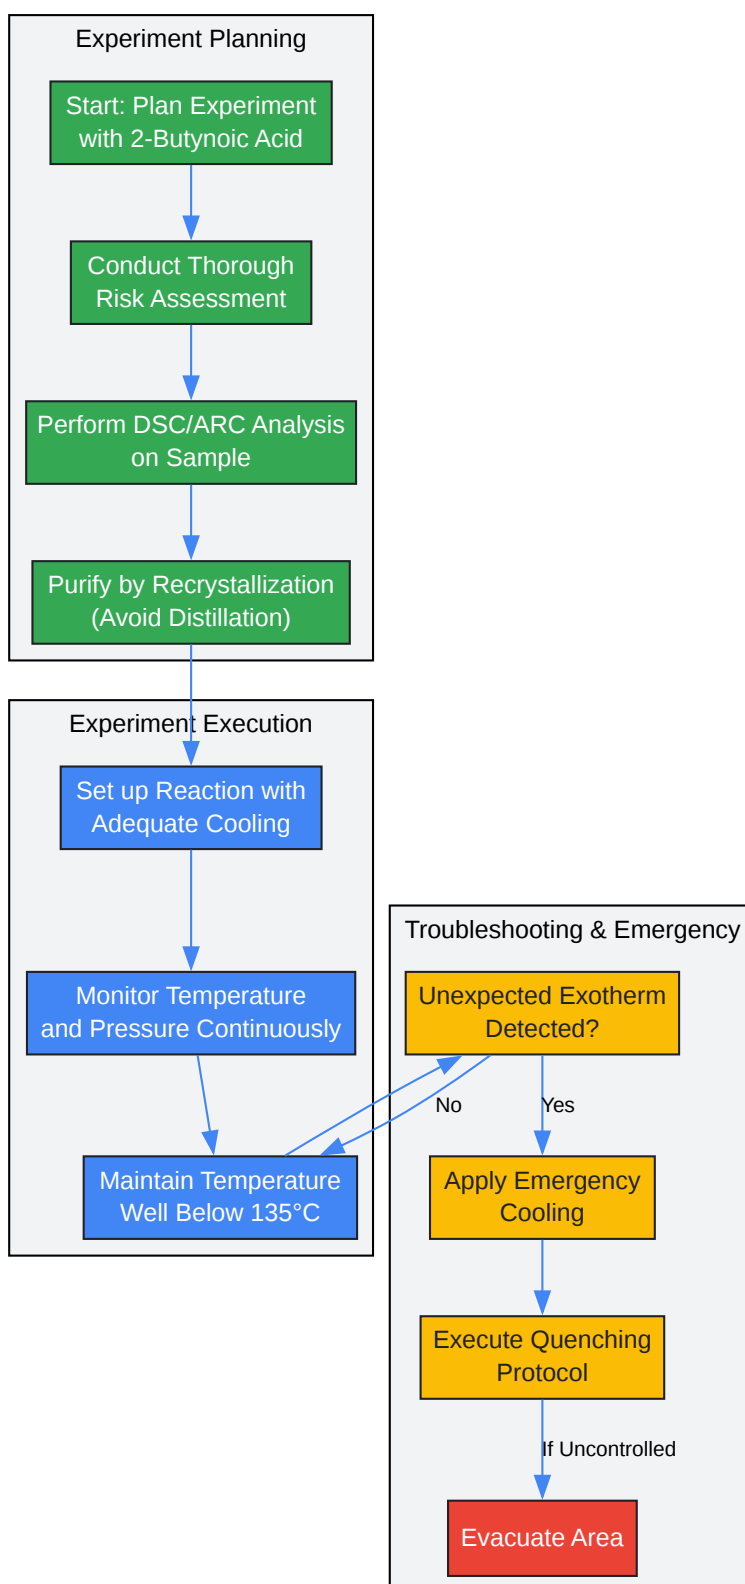 Experiment Planning
Start: Plan Experiment
with 2-Butynoic Acid
Conduct Thorough
Risk Assessment
Perform DSC/ARC Analysis
on Sample
Purify by Recrystallization
(Avoid Distillation)
Experiment Execution
Set up Reaction with
Adequate Cooling
Monitor Temperature
and Pressure Continuously
Maintain Temperature
Well Below 135°C
Troubleshooting & Emergency
Unexpected Exotherm
Detected?
No
Yes
Apply Emergency
Cooling
Execute Quenching
Protocol
If Uncontrolled
Evacuate Area